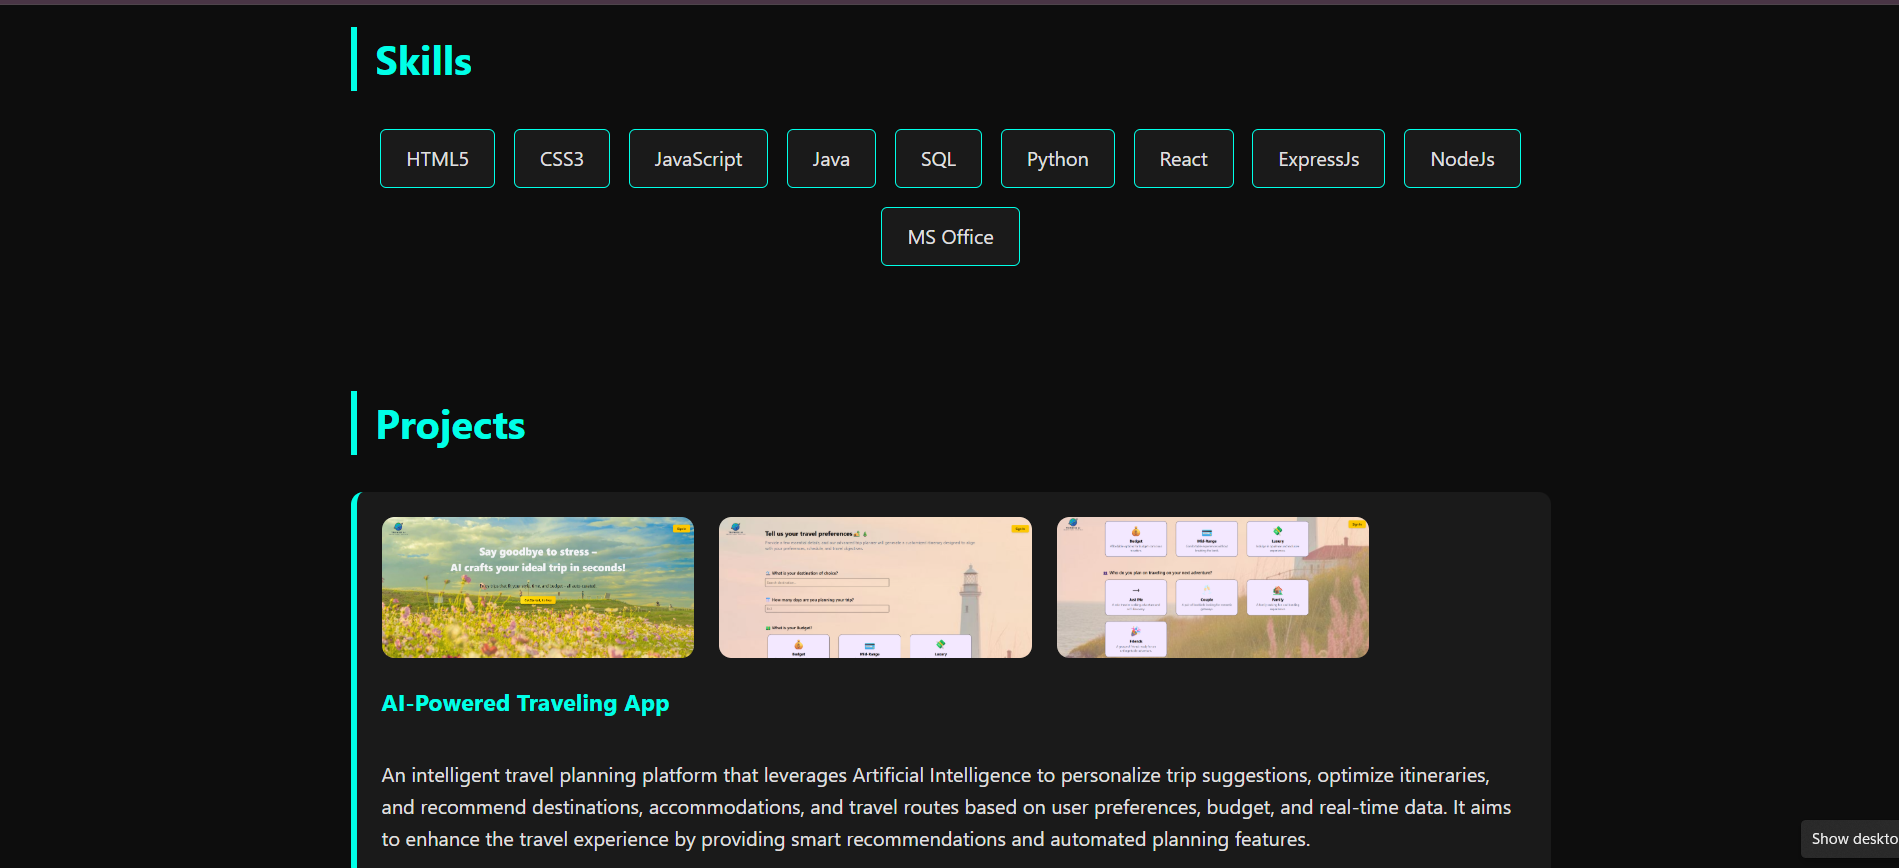 Skills
HTML5 CSS3 JavaScript Java SQL Python React ExpressJs NodeJs
MS Office
Projects
Say goodbye to stress –
AI crafts your ideal trip in seconds!
Tell us your travel preferences
What is your destination of choice?
How many days are you planning your trip?
What is your Budget?
Budget Mid-Range Luxury
Budget Mid-Range Luxury
Who do you plan on traveling on your next adventure?
Just Me Couple Family
Friends
AI-Powered Traveling App
An intelligent travel planning platform that leverages Artificial Intelligence to personalize trip suggestions, optimize itineraries,
and recommend destinations, accommodations, and travel routes based on user preferences, budget, and real-time data. It aims
to enhance the travel experience by providing smart recommendations and automated planning features.
Show deskto